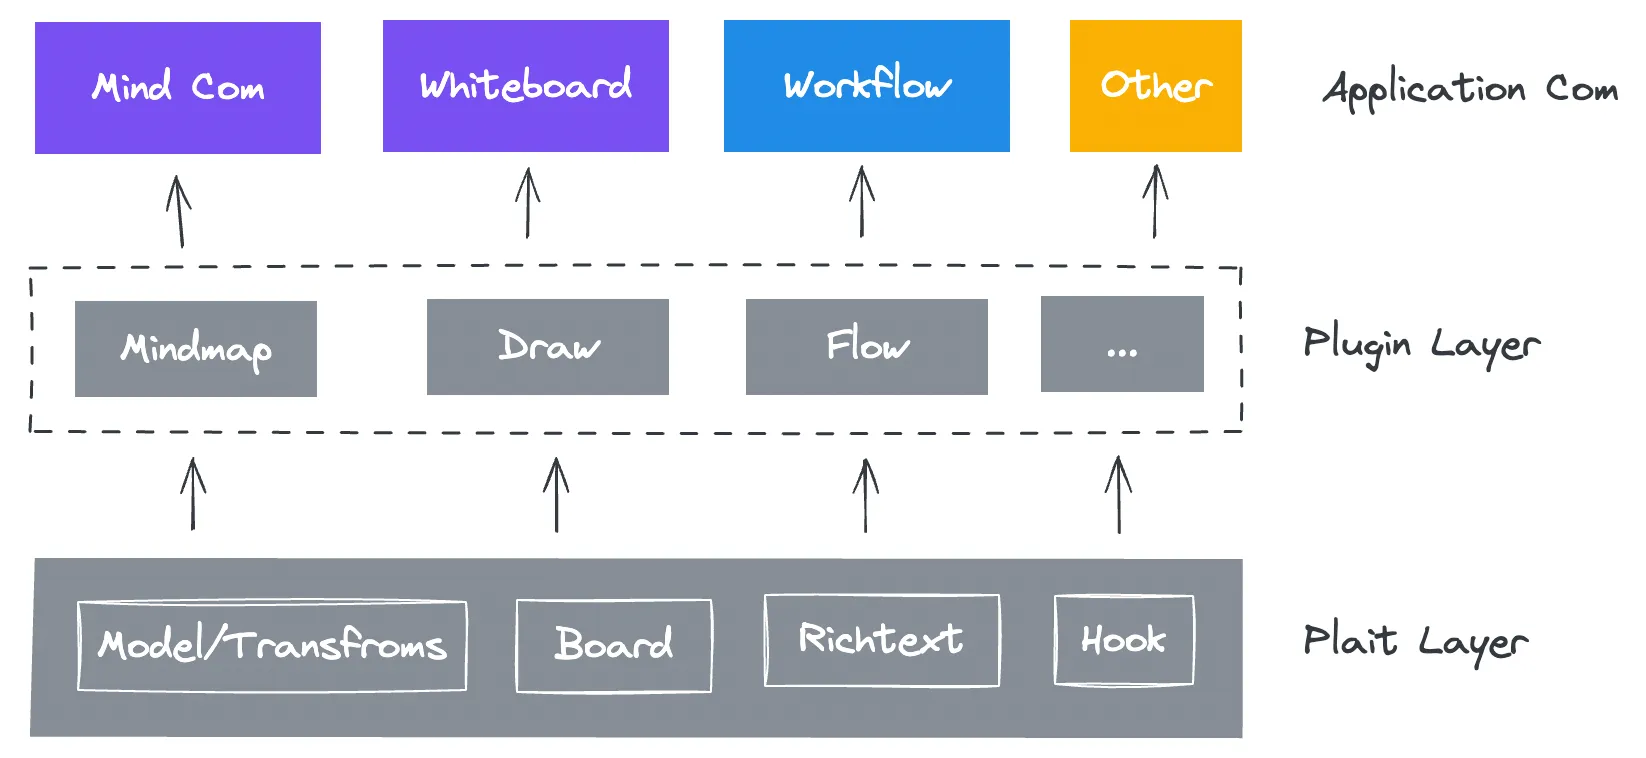 Mind Com
Whiteboard
Workflow
Other
Application Com
Mindmap
Draw
Flow
...
Plugin Layer
Model/Transfroms
Board
Richtext
Hook
Plait Layer